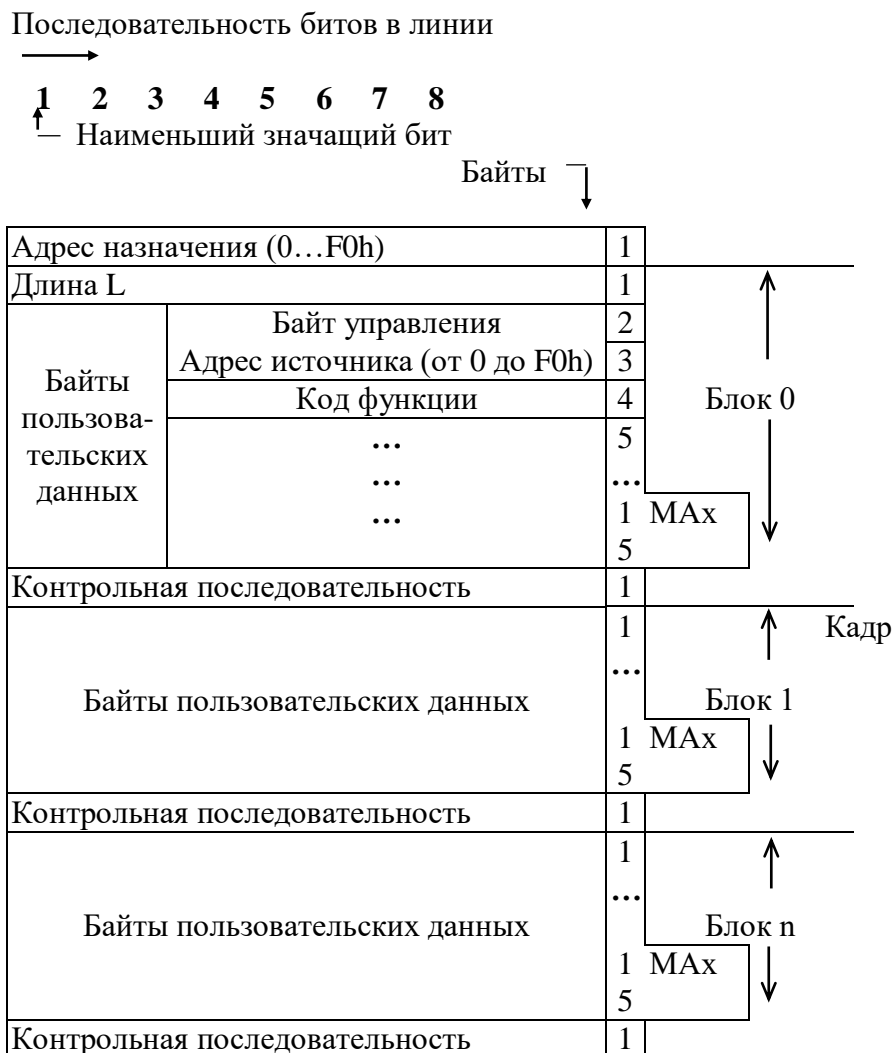 Последовательность битов в линии
1 2 3 4 5 6 7 8
Наименьший значащий бит
Байты
Адрес назначения (0…F0h) 1
Длина L 1
Байты пользова-тельских данных
Байт управления 2
Адрес источника (от 0 до F0h) 3
Код функции 4
… 5
… …
… 1 MAx
5
Блок 0
Контрольная последовательность 1
Кадр
1
…
Байты пользовательских данных
Блок 1
1 MAx
5
Контрольная последовательность 1
1
…
Байты пользовательских данных
Блок n
1 MAx
5
Контрольная последовательность 1